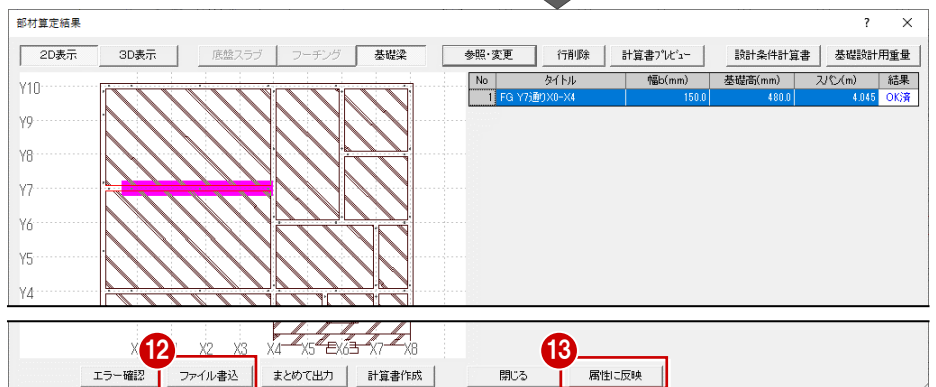 部材算定結果 ? ×
2D表示 3D表示 底盤スラブ フーチング 基礎梁 参照・変更 行削除 計算書ﾌﾟﾚﾋﾞｭｰ 設計条件計算書 基礎設計用重量
No タイトル 幅b(mm) 基礎高(mm) スパン(m) 結果
1 FG Y7通りX0-X4 150.0 480.0 4.045 OK済
Y10
Y9
Y8
Y7
Y6
Y5
Y4
X2 X3 X4 X5 X6 X7 X8
12 13
エラー確認 ファイル書込 まとめて出力 計算書作成 閉じる 属性に反映